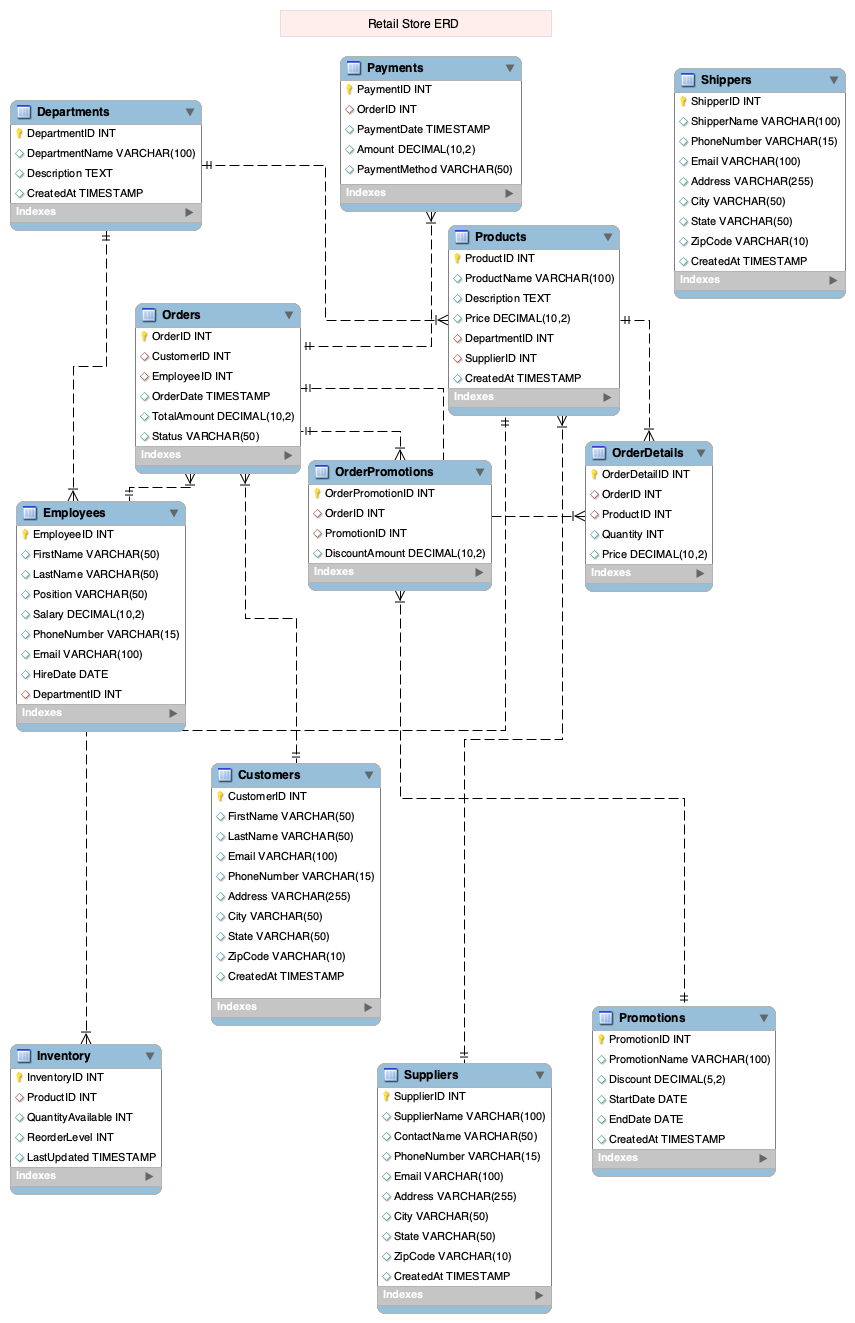 Retail Store ERD
Departments
DepartmentID INT
DepartmentName VARCHAR(100)
Description TEXT
CreatedAt TIMESTAMP
Indexes
Payments
PaymentID INT
OrderID INT
PaymentDate TIMESTAMP
Amount DECIMAL(10,2)
PaymentMethod VARCHAR(50)
Indexes
Shippers
ShipperID INT
ShipperName VARCHAR(100)
PhoneNumber VARCHAR(15)
Email VARCHAR(100)
Address VARCHAR(255)
City VARCHAR(50)
State VARCHAR(50)
ZipCode VARCHAR(10)
CreatedAt TIMESTAMP
Indexes
Products
ProductID INT
ProductName VARCHAR(100)
Description TEXT
Price DECIMAL(10,2)
DepartmentID INT
SupplierID INT
CreatedAt TIMESTAMP
Indexes
Orders
OrderID INT
CustomerID INT
EmployeeID INT
OrderDate TIMESTAMP
TotalAmount DECIMAL(10,2)
Status VARCHAR(50)
Indexes
OrderPromotions
OrderPromotionID INT
OrderID INT
PromotionID INT
DiscountAmount DECIMAL(10,2)
Indexes
OrderDetails
OrderDetailID INT
OrderID INT
ProductID INT
Quantity INT
Price DECIMAL(10,2)
Indexes
Employees
EmployeeID INT
FirstName VARCHAR(50)
LastName VARCHAR(50)
Position VARCHAR(50)
Salary DECIMAL(10,2)
PhoneNumber VARCHAR(15)
Email VARCHAR(100)
HireDate DATE
DepartmentID INT
Indexes
Customers
CustomerID INT
FirstName VARCHAR(50)
LastName VARCHAR(50)
Email VARCHAR(100)
PhoneNumber VARCHAR(15)
Address VARCHAR(255)
City VARCHAR(50)
State VARCHAR(50)
ZipCode VARCHAR(10)
CreatedAt TIMESTAMP
Indexes
Inventory
InventoryID INT
ProductID INT
QuantityAvailable INT
ReorderLevel INT
LastUpdated TIMESTAMP
Indexes
Suppliers
SupplierID INT
SupplierName VARCHAR(100)
ContactName VARCHAR(50)
PhoneNumber VARCHAR(15)
Email VARCHAR(100)
Address VARCHAR(255)
City VARCHAR(50)
State VARCHAR(50)
ZipCode VARCHAR(10)
CreatedAt TIMESTAMP
Indexes
Promotions
PromotionID INT
PromotionName VARCHAR(100)
Discount DECIMAL(5,2)
StartDate DATE
EndDate DATE
CreatedAt TIMESTAMP
Indexes